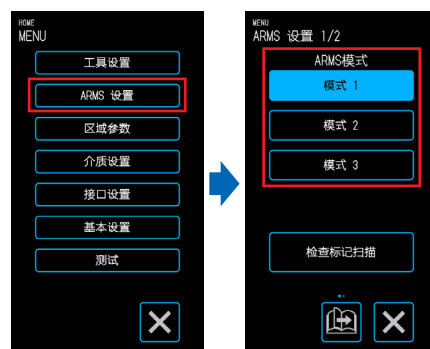 HOME
MENU
工具设置
ARMS 设置
区域参数
介质设置
接口设置
基本设置
测试
MENU
ARMS 设置 1/2
ARMS模式
模式 1
模式 2
模式 3
检查标记扫描